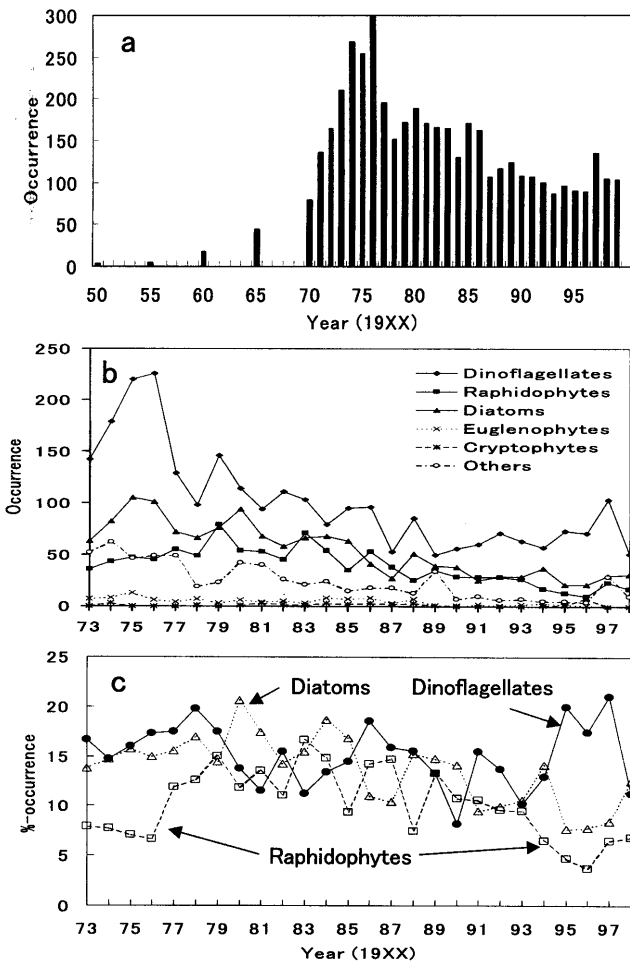 a
300
250
200
150
100
50
0
Occurrence
50 55 60 65 70 75 80 85 90 95
Year (19XX)
b
250
200
150
100
50
0
Occurrence
Dinoflagellates
Raphidophytes
Diatoms
Euglenophytes
Cryptophytes
Others
73 75 77 79 81 83 85 87 89 91 93 95 97
c
25
20
15
10
5
0
%-occurrence
Diatoms
Dinoflagellates
Raphidophytes
73 75 77 79 81 83 85 87 89 91 93 95 97
Year (19XX)